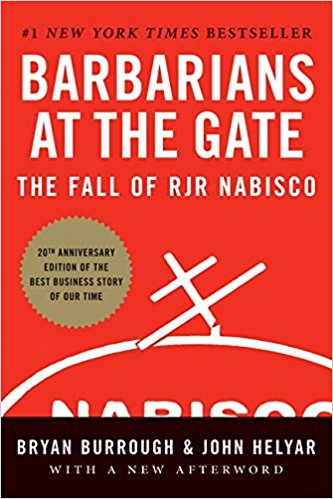 #1 NEW YORK TIMES BESTSELLER
BARBARIANS
AT THE GATE
THE FALL OF RJR NABISCO
20TH ANNIVERSARY
EDITION OF THE
BEST BUSINESS STORY
OF OUR TIME
NABISCO
BRYAN BURROUGH & JOHN HELYAR
WITH A NEW AFTERWORD